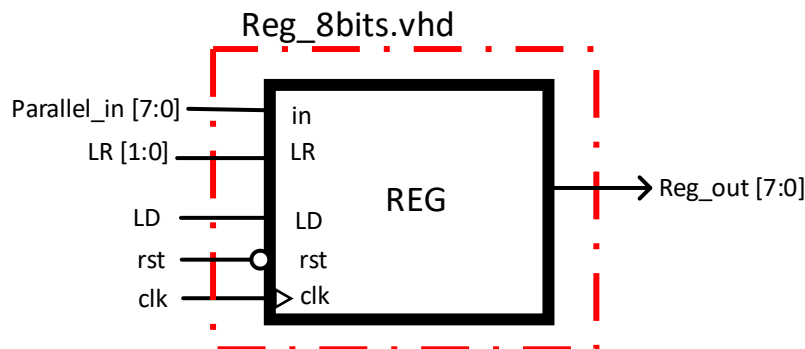 Reg_8bits.vhd
Parallel_in [7:0]
in
LR [1:0]
LR
REG
Reg_out [7:0]
LD
LD
rst
rst
clk
clk